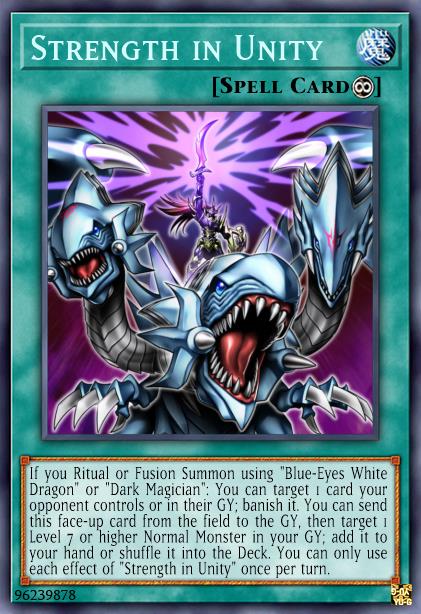 Strength in Unity
[Spell Card]
If you Ritual or Fusion Summon using "Blue-Eyes White
Dragon" or "Dark Magician": You can target 1 card your
opponent controls or in their GY; banish it. You can send
this face-up card from the field to the GY, then target 1
Level 7 or higher Normal Monster in your GY; add it to
your hand or shuffle it into the Deck. You can only use
each effect of "Strength in Unity" once per turn.
96239878